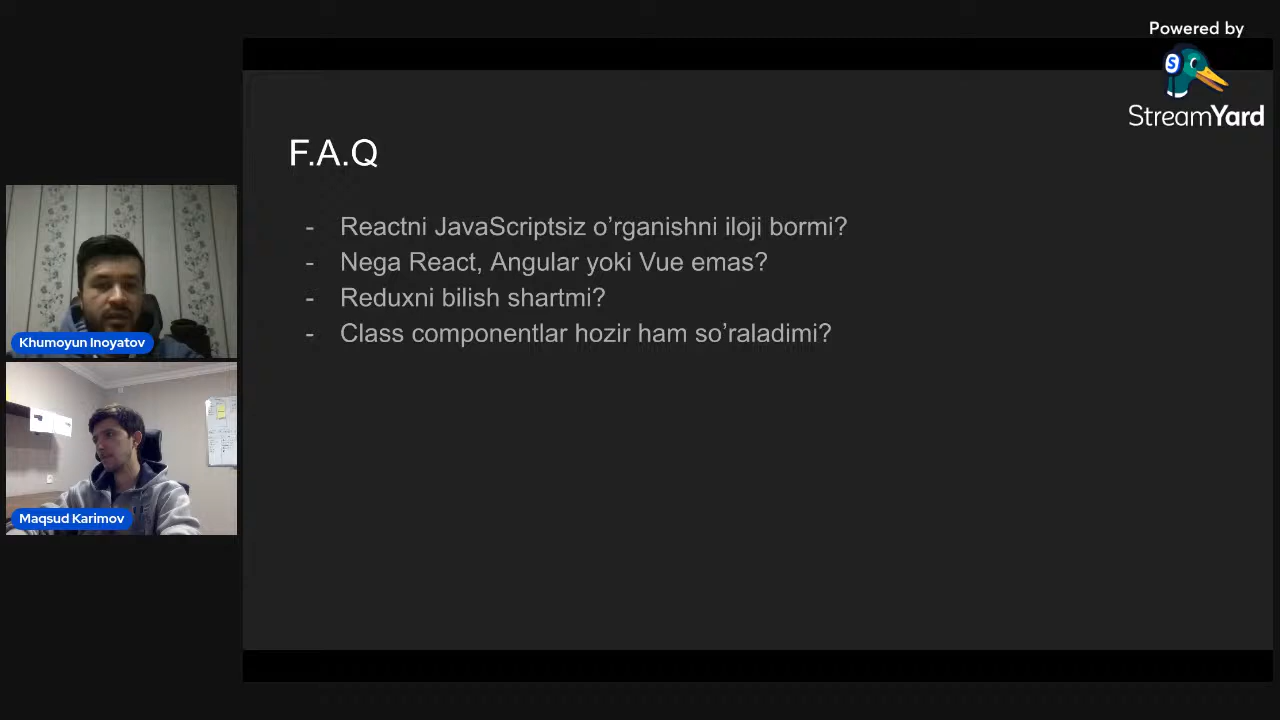 Powered by
S
StreamYard
F.A.Q
- Reactni JavaScriptsiz o’rganishni iloji bormi?
- Nega React, Angular yoki Vue emas?
- Reduxni bilish shartmi?
- Class componentlar hozir ham so’raladimi?
Khumoyun Inoyatov
Maqsud Karimov